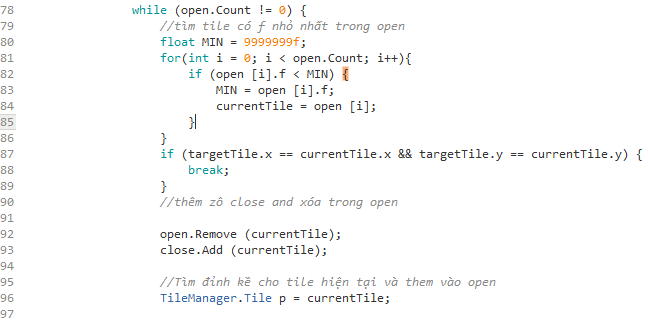 78 while (open.Count != 0) {
79 //tìm tile có f nhỏ nhất trong open
80 float MIN = 9999999f;
81 for(int i = 0; i < open.Count; i++){
82 if (open [i].f < MIN) {
83 MIN = open [i].f;
84 currentTile = open [i];
85 }
86 }
87 if (targetTile.x == currentTile.x && targetTile.y == currentTile.y) {
88 break;
89 }
90 //thêm zô close and xóa trong open
91
92 open.Remove (currentTile);
93 close.Add (currentTile);
94
95 //Tìm đỉnh kề cho tile hiện tại và them vào open
96 TileManager.Tile p = currentTile;
97